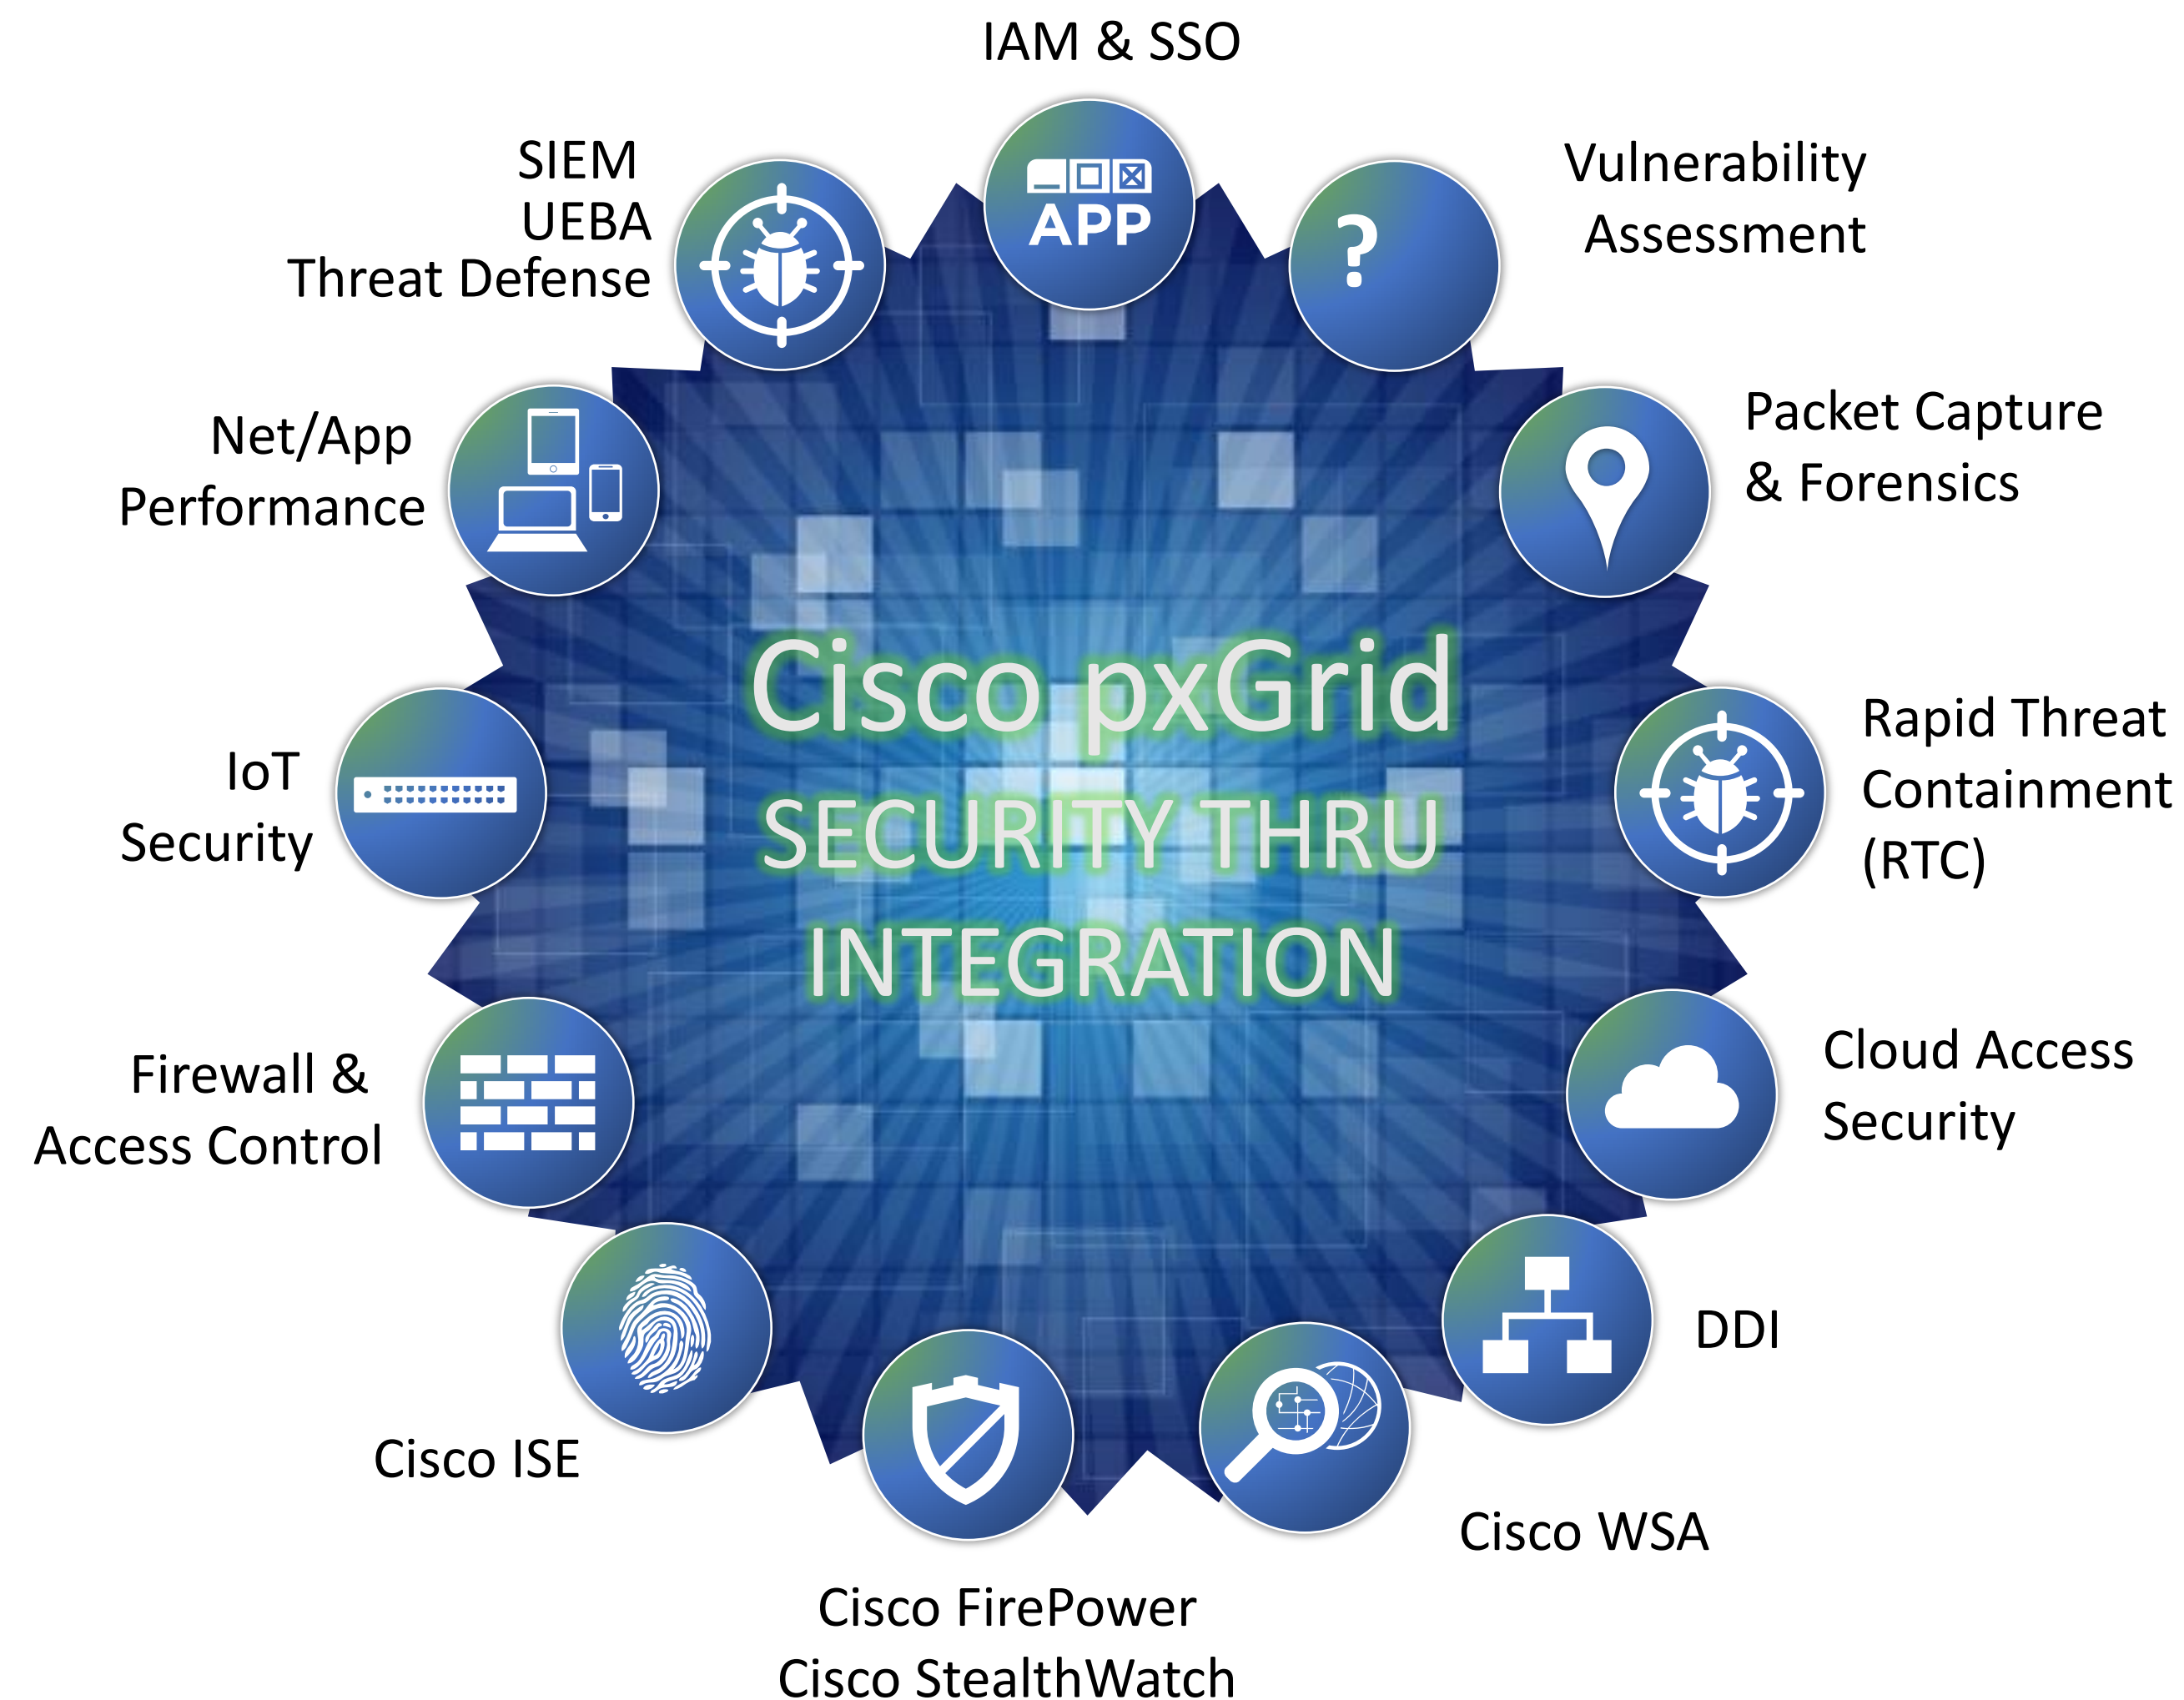 IAM & SSO
SIEM
UEBA
Threat Defense
Vulnerability
Assessment
APP
?
Net/App
Performance
Packet Capture
& Forensics
Cisco pxGrid
SECURITY THRU
INTEGRATION
IoT
Security
Rapid Threat
Containment
(RTC)
Firewall &
Access Control
Cloud Access
Security
DDI
Cisco ISE
Cisco WSA
Cisco FirePower
Cisco StealthWatch